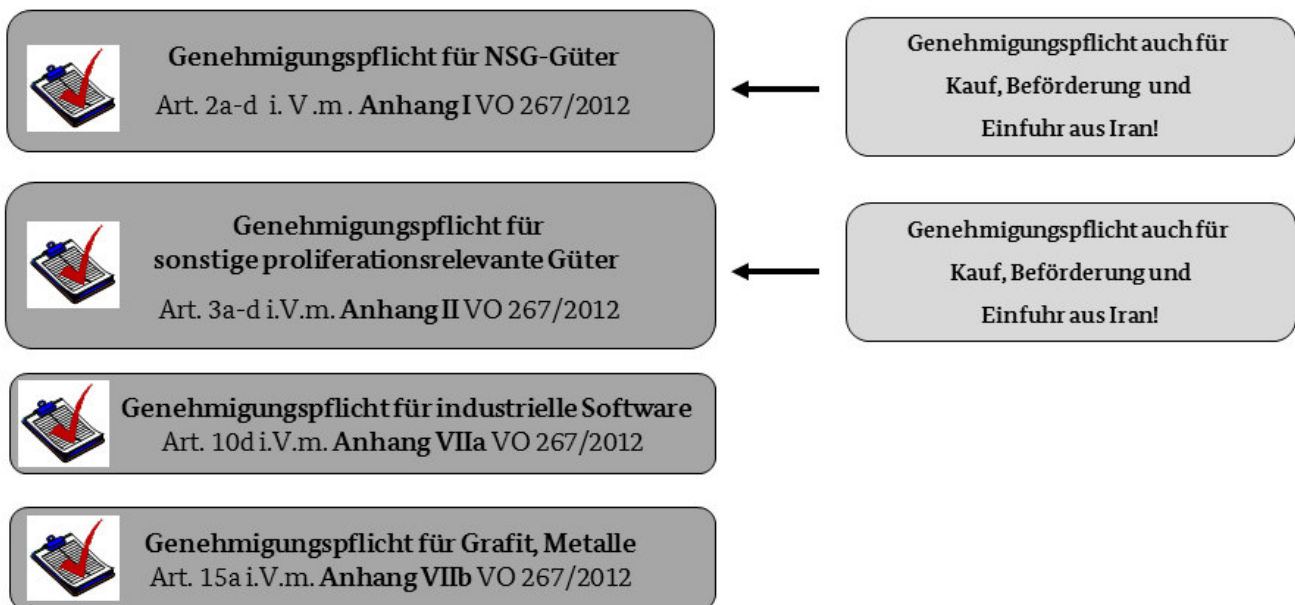 Genehmigungspflicht für NSG-Güter
Art. 2a-d i. V .m . Anhang I VO 267/2012
Genehmigungspflicht auch für
Kauf, Beförderung und
Einfuhr aus Iran!
Genehmigungspflicht für
sonstige proliferationsrelevante Güter
Art. 3a-d i.V.m. Anhang II VO 267/2012
Genehmigungspflicht auch für
Kauf, Beförderung und
Einfuhr aus Iran!
Genehmigungspflicht für industrielle Software
Art. 10d i.V.m. Anhang VIIa VO 267/2012
Genehmigungspflicht für Grafit, Metalle
Art. 15a i.V.m. Anhang VIIb VO 267/2012